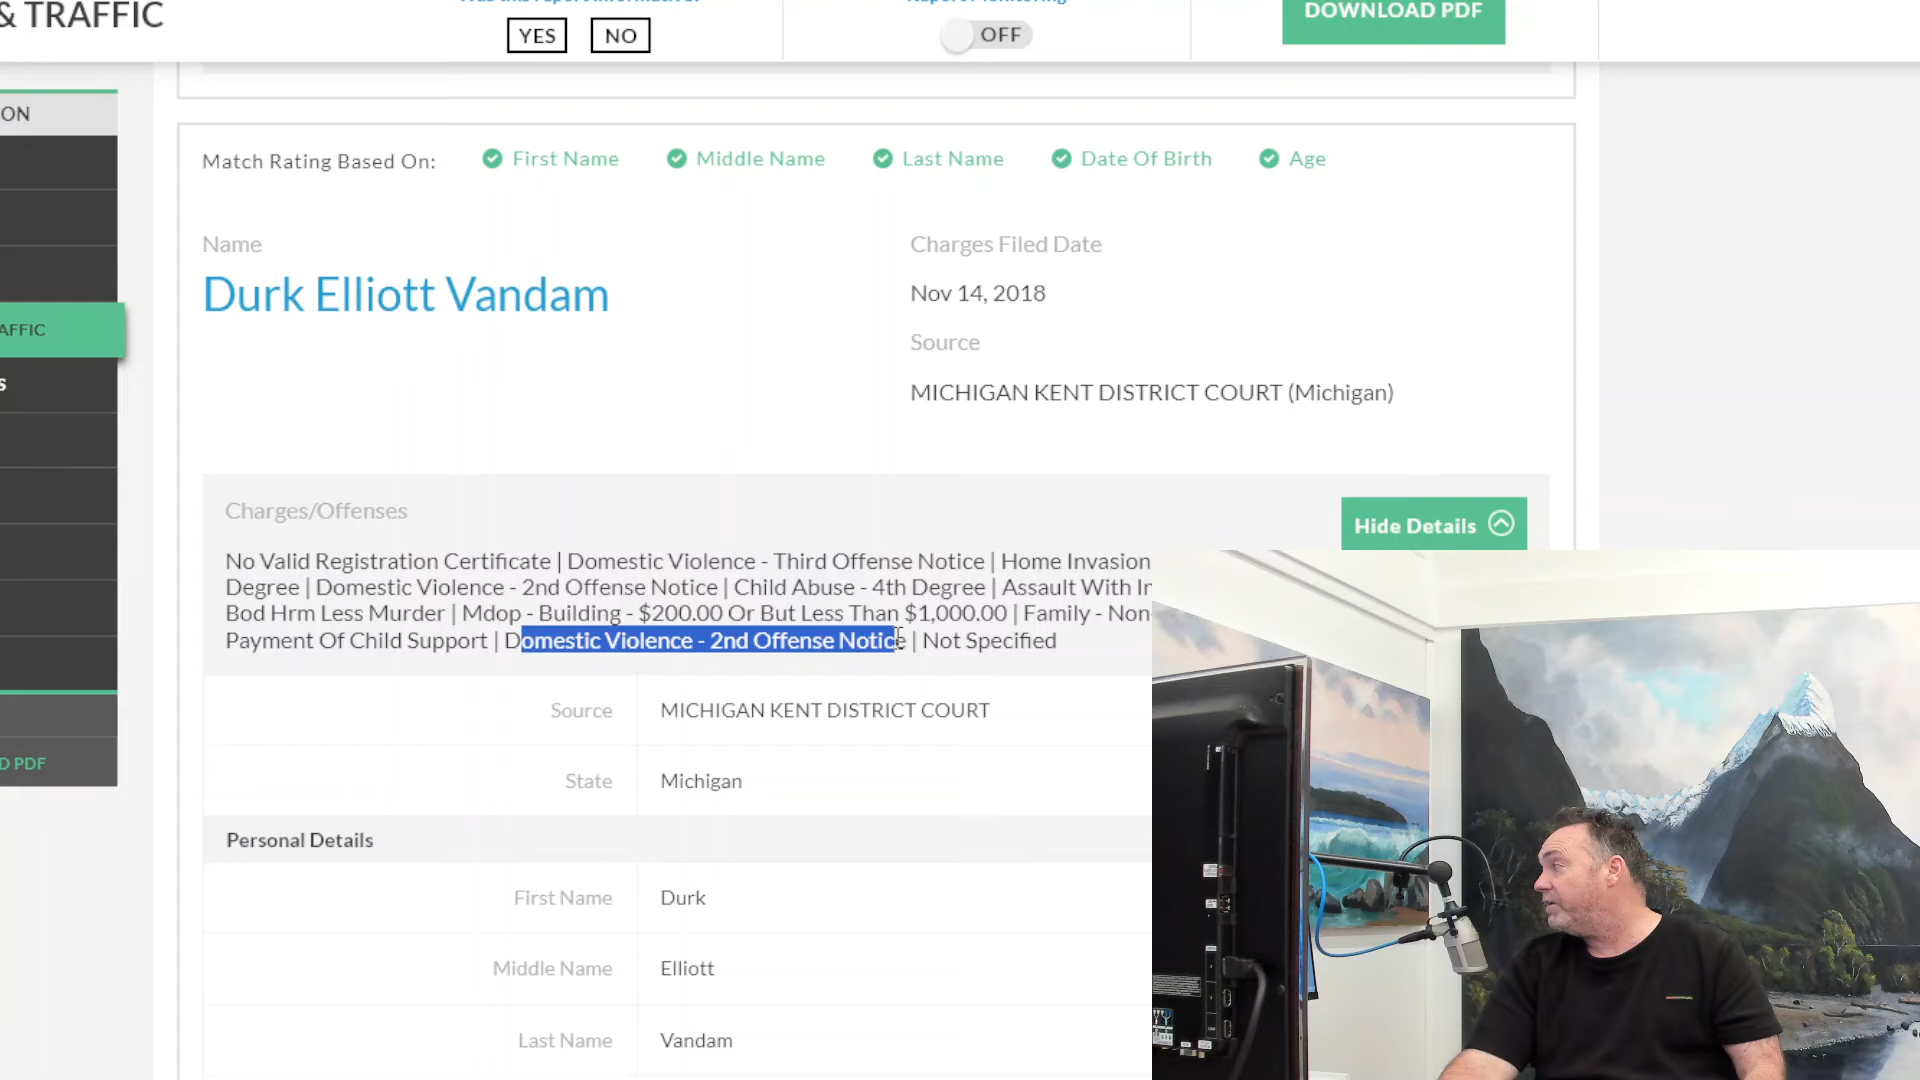 & TRAFFIC
YES
NO
OFF
DOWNLOAD PDF
ON
Match Rating Based On:
First Name
Middle Name
Last Name
Date Of Birth
Age
Name
Charges Filed Date
Durk Elliott Vandam
Nov 14, 2018
AFFIC
Source
S
MICHIGAN KENT DISTRICT COURT (Michigan)
Charges/Offenses
Hide Details
No Valid Registration Certificate | Domestic Violence - Third Offense Notice | Home Invasion
Degree | Domestic Violence - 2nd Offense Notice | Child Abuse - 4th Degree | Assault With In
Bod Hrm Less Murder | Mdop - Building - $200.00 Or But Less Than $1,000.00 | Family - Non-
Payment Of Child Support | Domestic Violence - 2nd Offense Notice | Not Specified
Source
MICHIGAN KENT DISTRICT COURT
D PDF
State
Michigan
Personal Details
First Name
Durk
Middle Name
Elliott
Last Name
Vandam